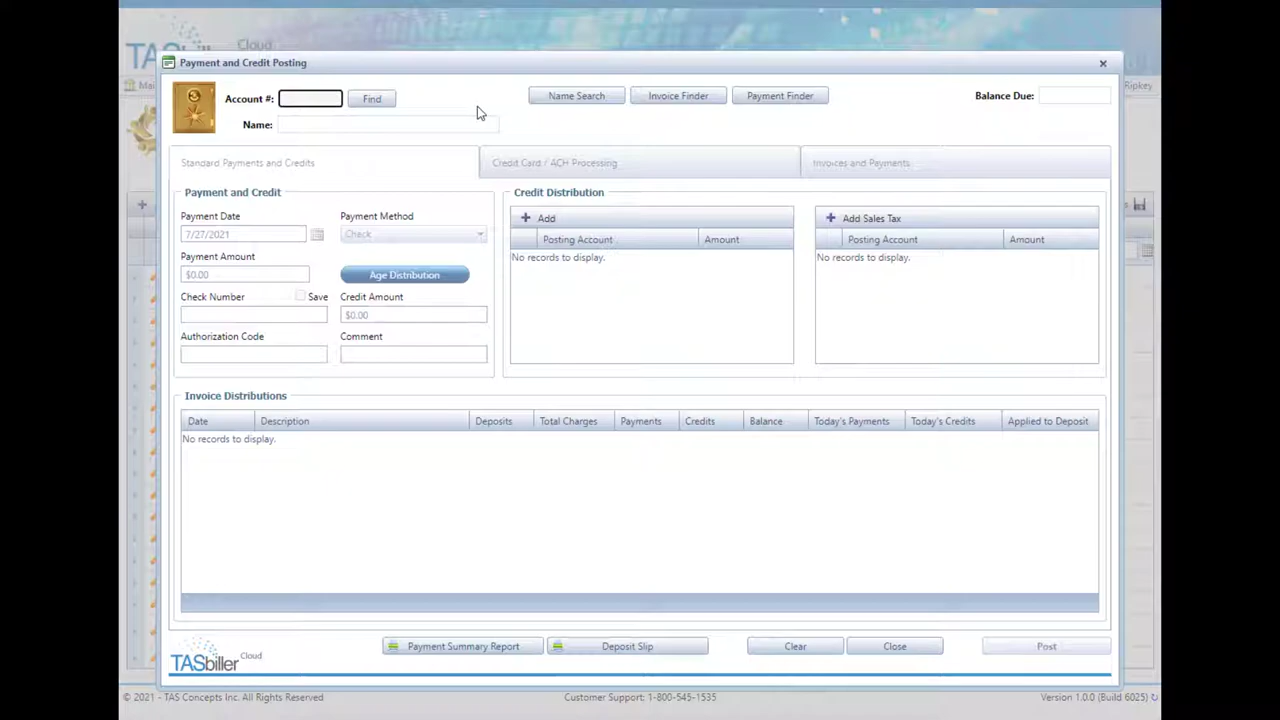 TAS Cloud
Payment and Credit Posting
Mai
Ripkey
Account #: Find Name Search Invoice Finder Payment Finder Balance Due:
Name:
Standard Payments and Credits Credit Card / ACH Processing Invoices and Payments
Payment and Credit
Payment Date Payment Method
7/27/2021 Check
Payment Amount
$0.00 Age Distribution
Check Number Save Credit Amount
$0.00
Authorization Code Comment
Credit Distribution
Add Add Sales Tax
Posting Account Amount Posting Account Amount
No records to display. No records to display.
Invoice Distributions
Date Description Deposits Total Charges Payments Credits Balance Today's Payments Today's Credits Applied to Deposit
No records to display.
Payment Summary Report Deposit Slip Clear Close Post
TASbiller Cloud
© 2021 - TAS Concepts Inc. All Rights Reserved Customer Support: 1-800-545-1535 Version 1.0.0 (Build 6025)